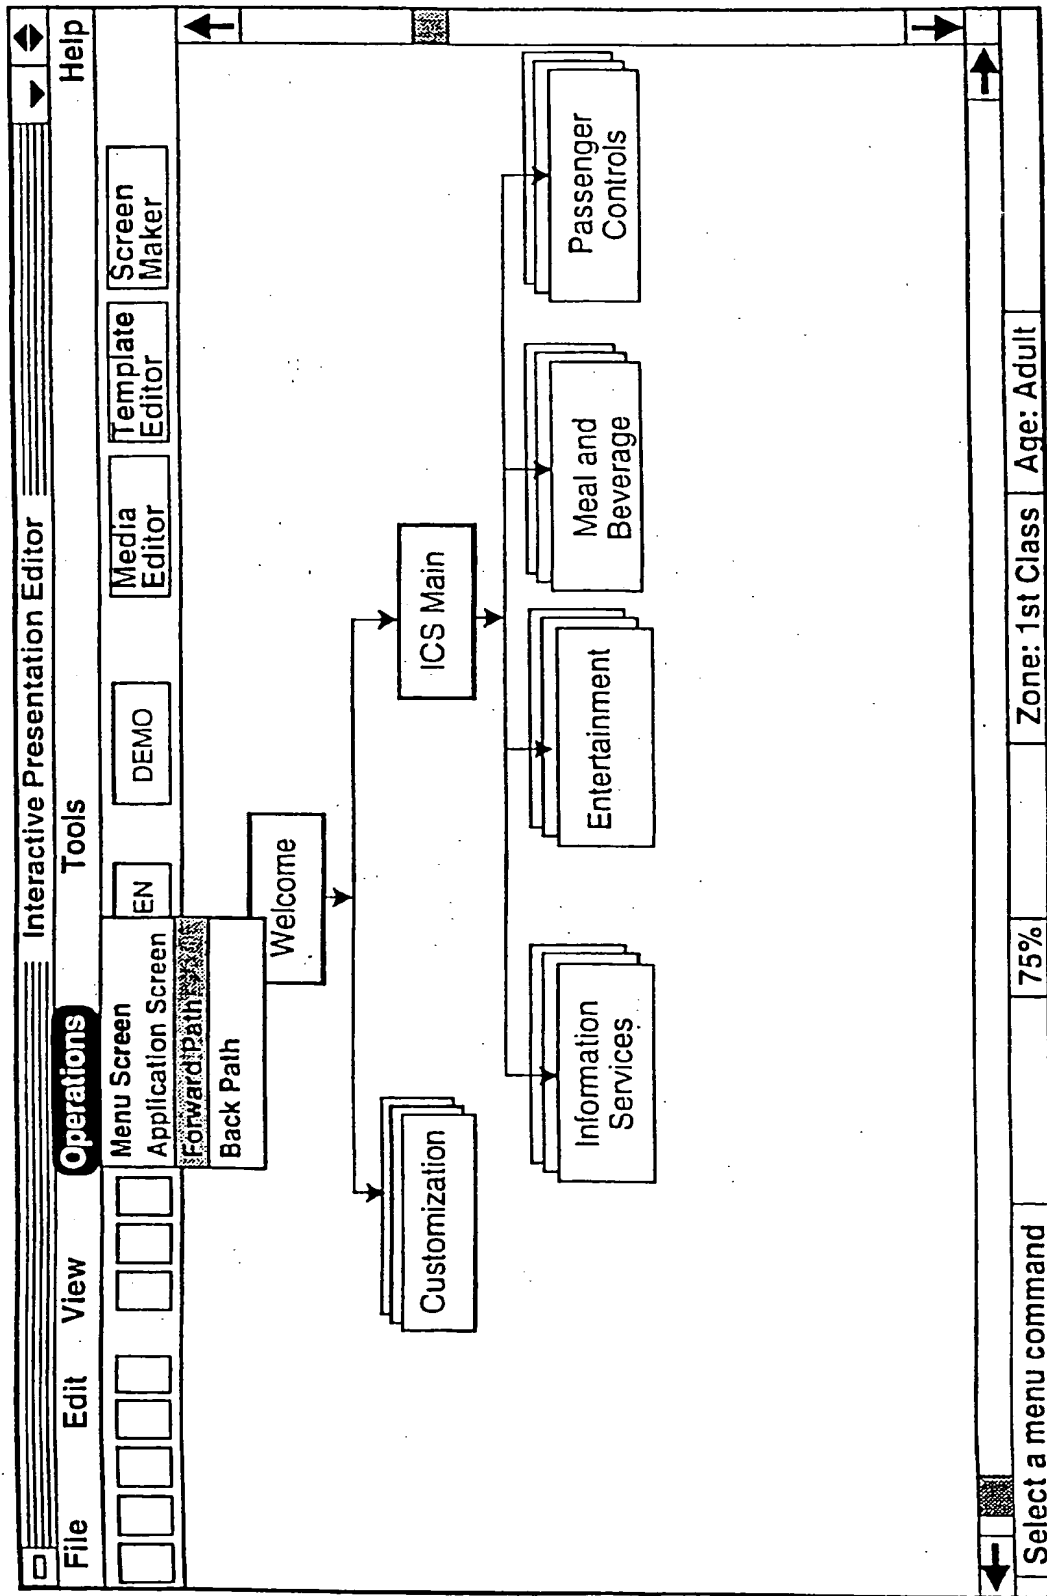 Interactive Presentation Editor
File Edit View Operations Tools Help
Menu Screen
Application Screen
Forward Path
Back Path
EN
DEMO
Media
Editor
Template
Editor
Screen
Maker
Welcome
Customization
ICS Main
Information
Services
Entertainment
Meal and
Beverage
Passenger
Controls
Select a menu command 75% Zone: 1st Class Age: Adult